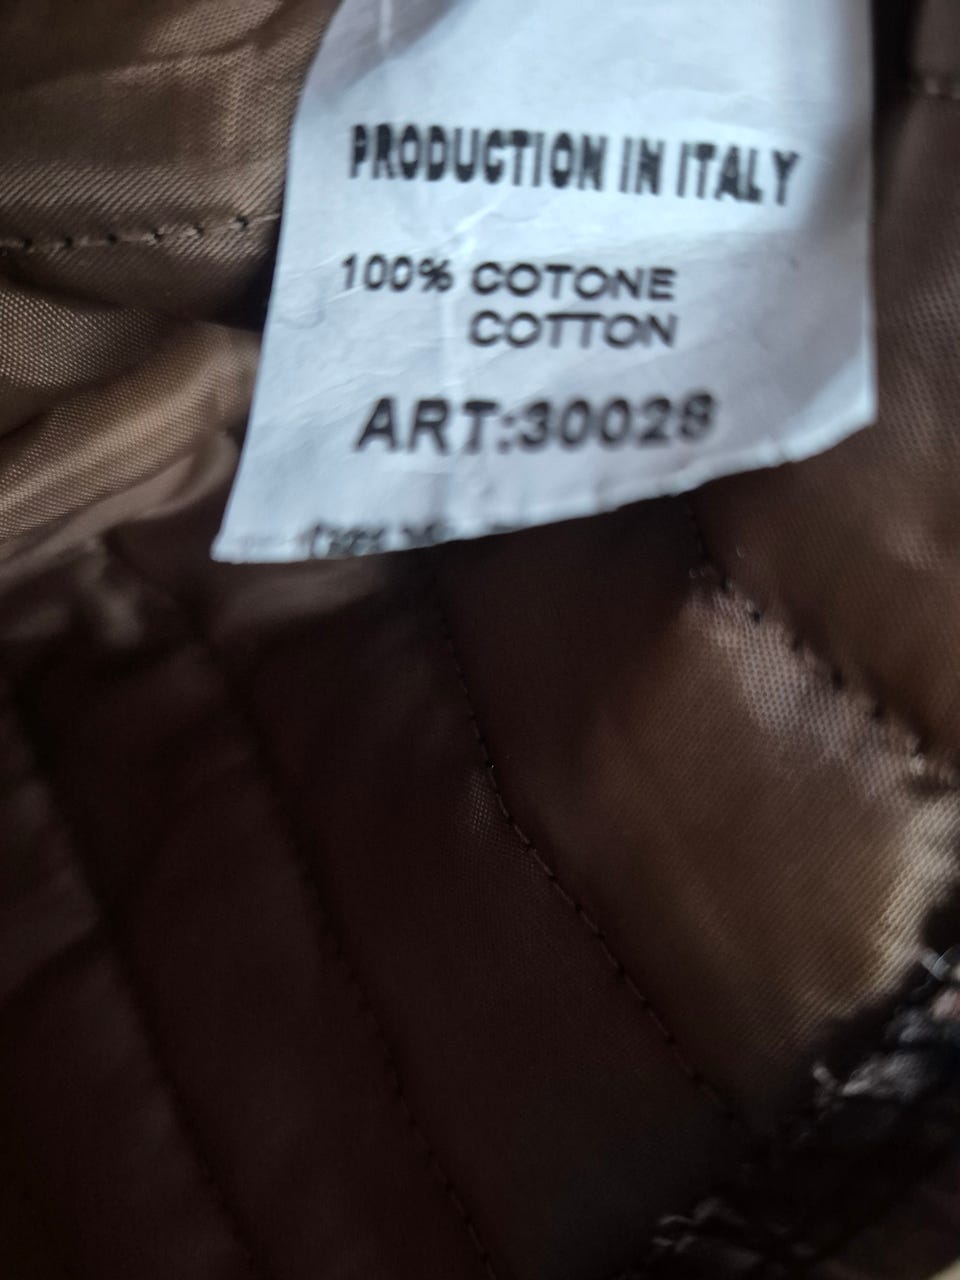 PRODUCTION IN ITALY
100% COTONE
COTTON
ART:30028